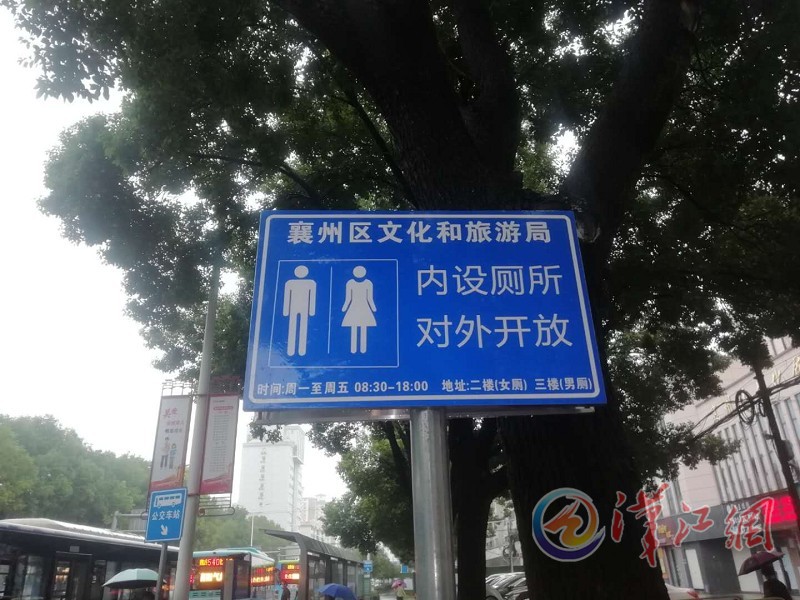 襄州区文化和旅游局
内设厕所
对外开放
时间:周一至周五 08:30-18:00 地址:二楼(女厕) 三楼(男厕)
公交车站
540
汉江網